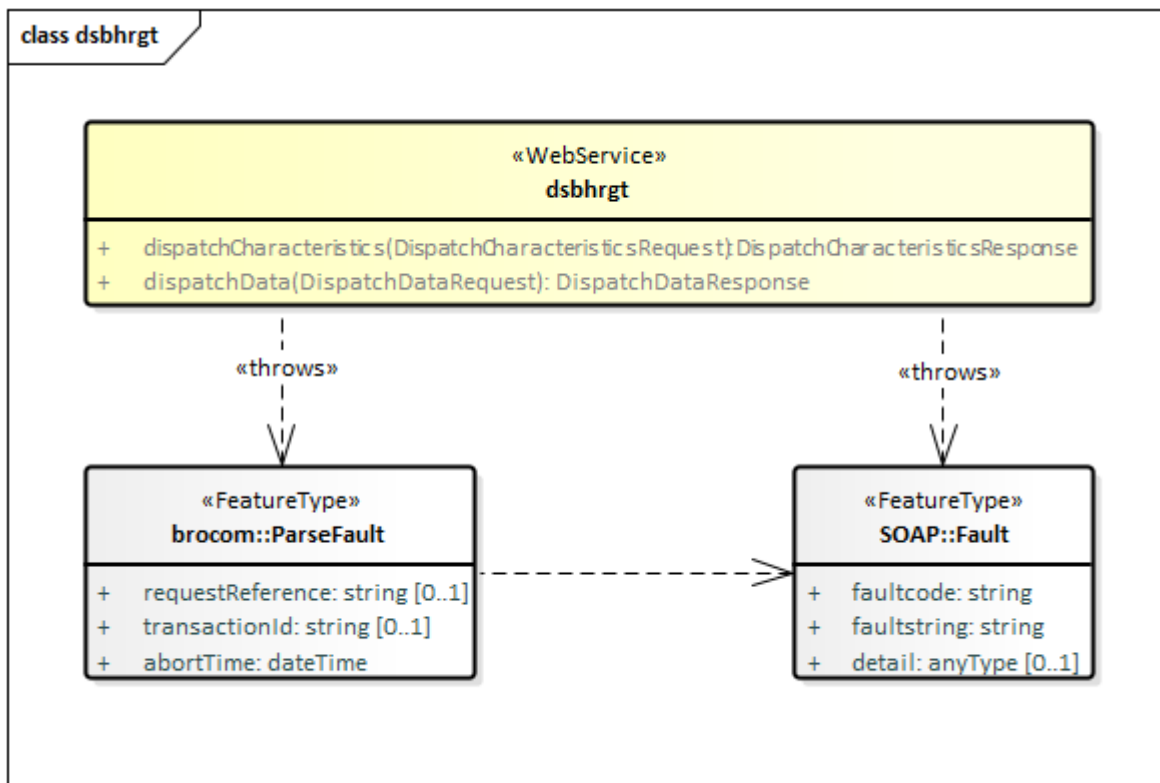 class dsbhrgt
«WebService»
dsbhrgt
+ dispatchCharacteristics(DispatchCharacteristicsRequest):DispatchCharacteristicsResponse
+ dispatchData(DispatchDataRequest): DispatchDataResponse
«throws»
«throws»
«FeatureType»
brocom::ParseFault
+ requestReference: string [0..1]
+ transactionId: string [0..1]
+ abortTime: dateTime
«FeatureType»
SOAP::Fault
+ faultcode: string
+ faultstring: string
+ detail: anyType [0..1]